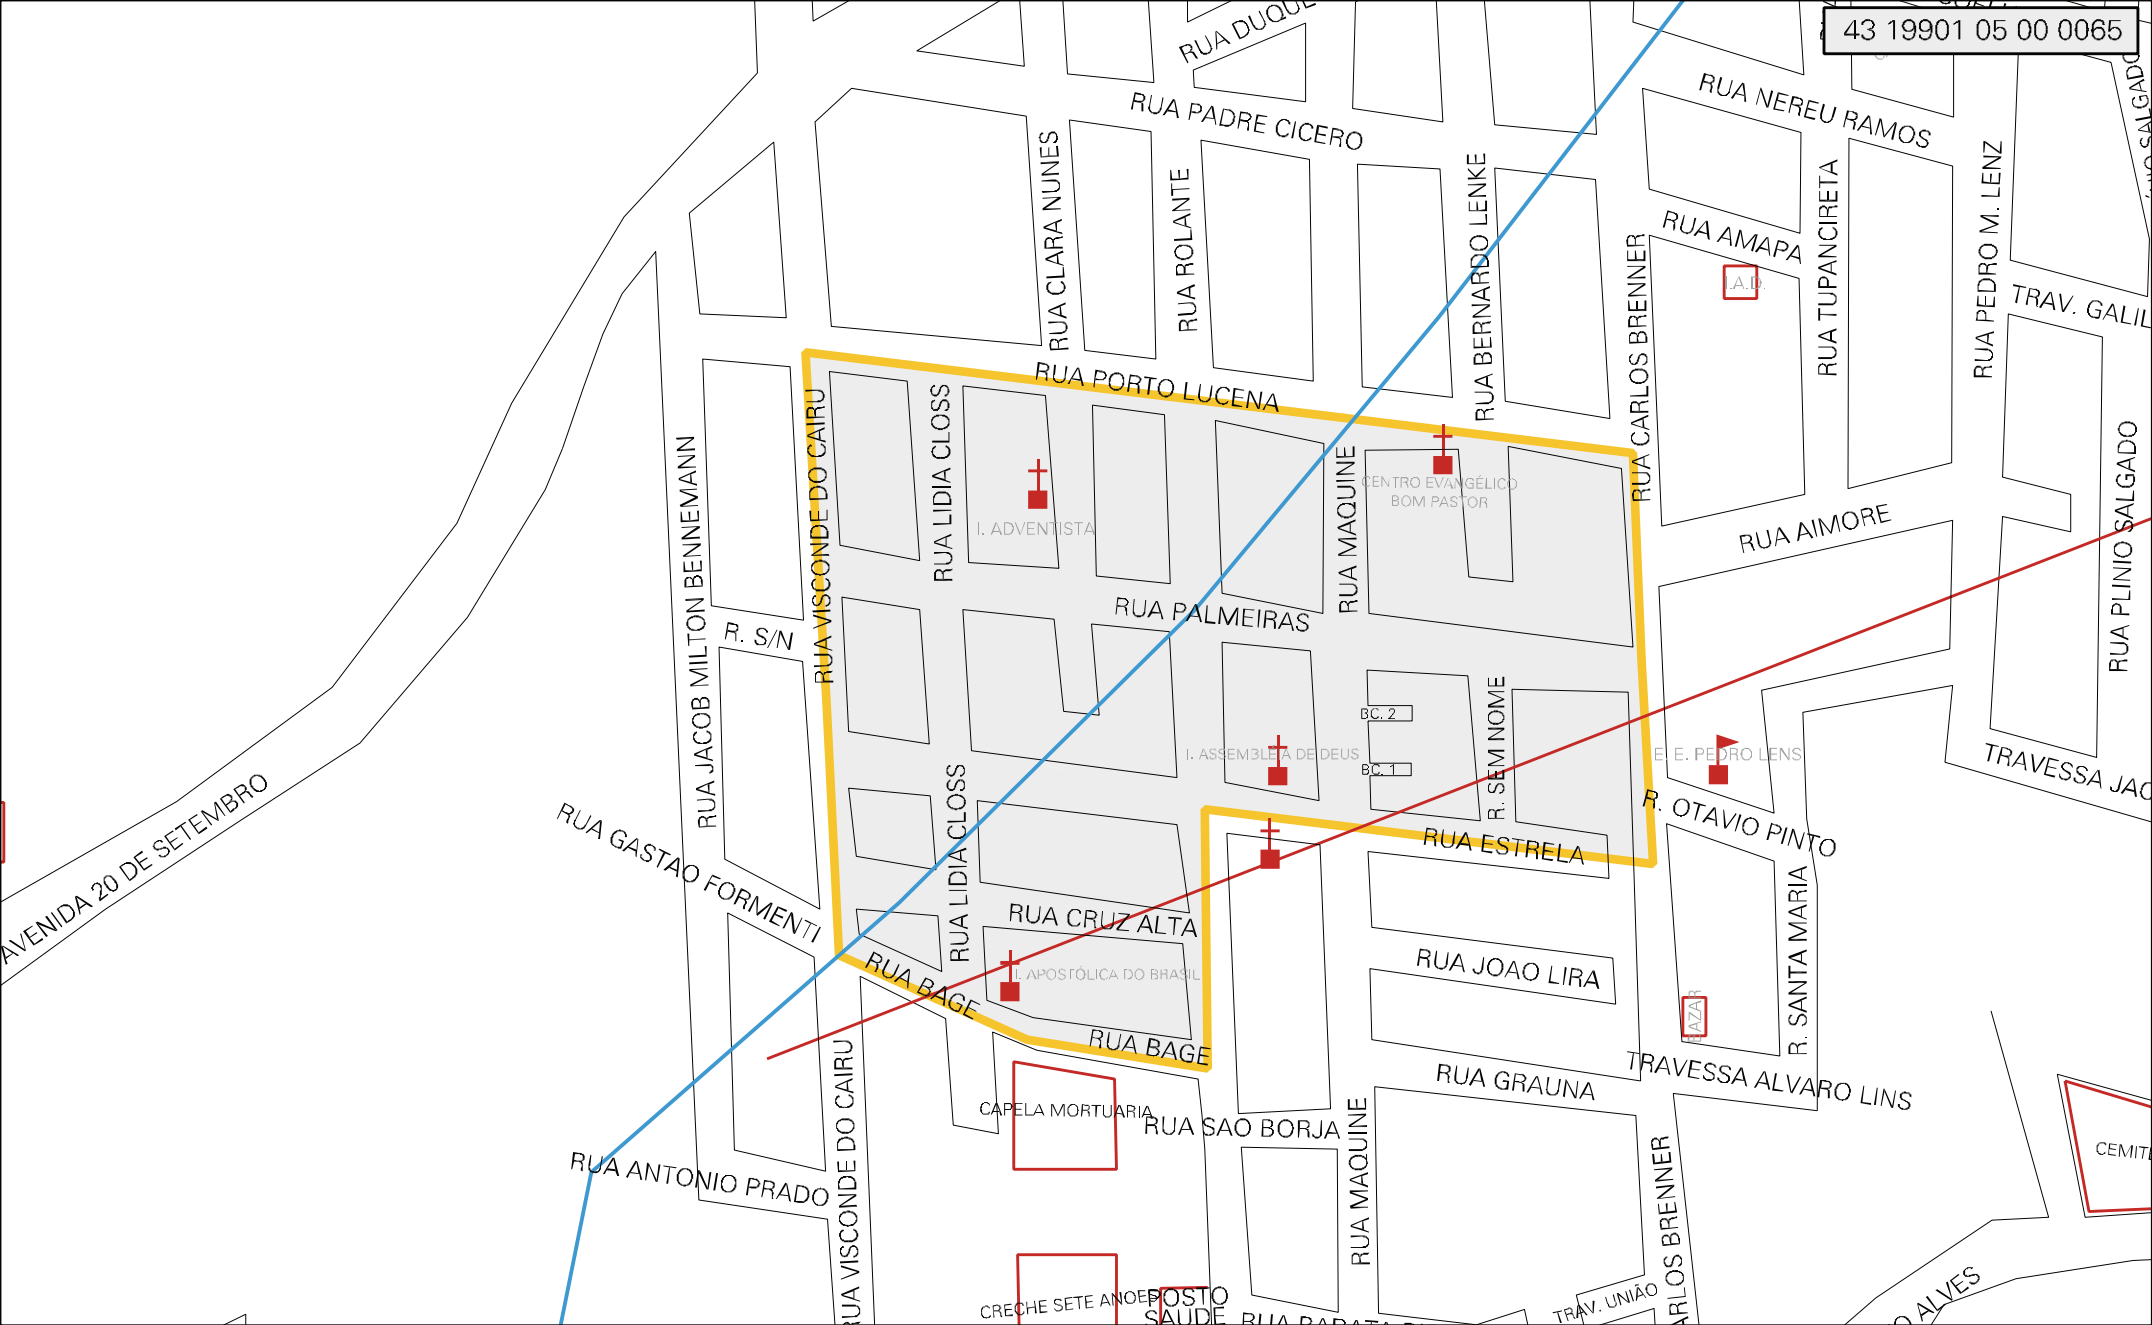 43 19901 05 00 0065
RUA DUQUE
RUA PADRE CICERO
RUA NEREU RAMOS
RUA CLARA NUNES
RUA ROLANTE
RUA BERNARDO LENKE
RUA CARLOS BRENNER
RUA AMAPA
I.A.D.
RUA TUPANCIRETA
RUA PEDRO M. LENZ
TRAV. GALIL
RUA PORTO LUCENA
RUA VISCONDE DO CAIRU
RUA LIDIA CLOSS
I. ADVENTISTA
RUA MAQUINE
CENTRO EVANGÉLICO
BOM PASTOR
RUA AIMORE
RUA PLINIO SALGADO
RUA JACOB MILTON BENNEMANN
R. S/N
RUA PALMEIRAS
BC. 2
BC. 1
R. SEM NOME
I. ASSEMBLEIA DE DEUS
E. E. PEDRO LENS
TRAVESSA JAC
R. OTAVIO PINTO
AVENIDA 20 DE SETEMBRO
RUA GASTAO FORMENTI
RUA LIDIA CLOSS
RUA ESTRELA
RUA CRUZ ALTA
I. APOSTÓLICA DO BRASIL
RUA JOAO LIRA
R. SANTA MARIA
BAZAR
RUA BAGE
RUA BAGE
RUA VISCONDE DO CAIRU
CAPELA MORTUARIA
RUA SAO BORJA
RUA MAQUINE
RUA GRAUNA
TRAVESSA ALVARO LINS
CEMITE
RUA ANTONIO PRADO
CARLOS BRENNER
CRECHE SETE ANOES
POSTO
SAUDE
TRAV. UNIÃO
O ALVES